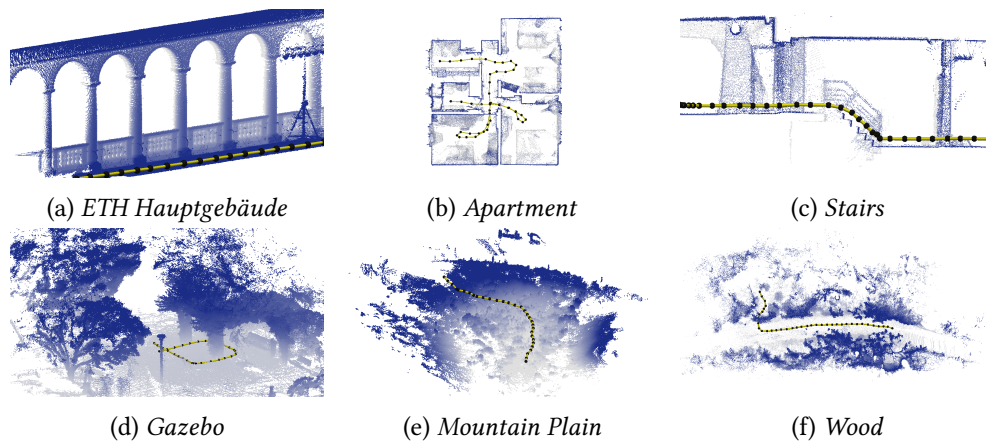 (a) ETH Hauptgebäude
(b) Apartment
(c) Stairs
(d) Gazebo
(e) Mountain Plain
(f) Wood